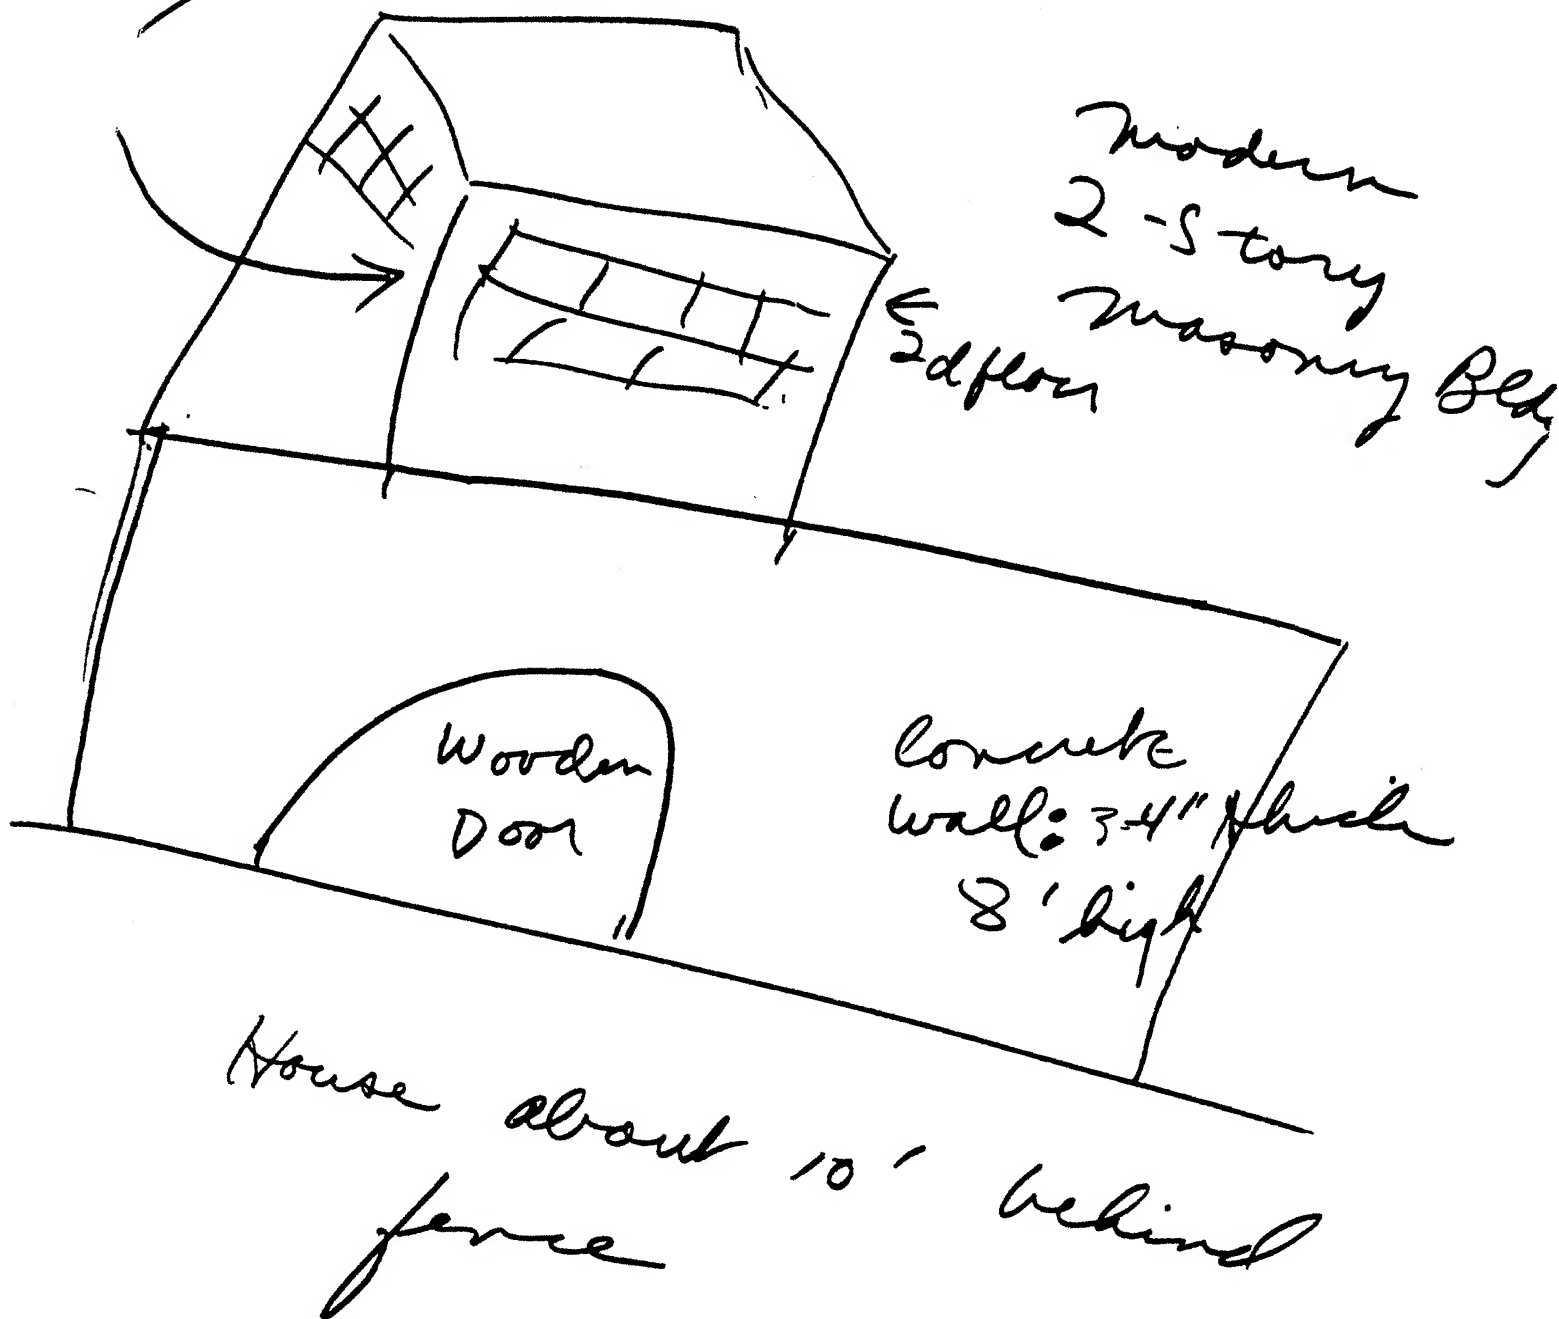 Modern
2-Story
Masonry Bldg
← 2d floor
Wooden
Door
Concrete
wall: 3-4" thick
8' high
House about 10' behind
fence